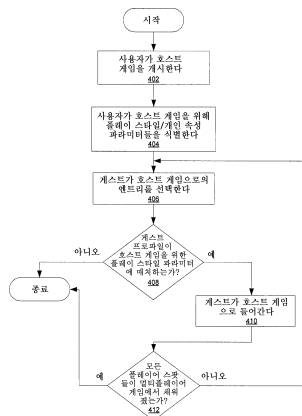 시작
사용자가 호스트
게임을 개시한다
402
사용자가 호스트 게임을 위해
플레이 스타일/개인 속성
파라미터들을 식별한다
404
게스트가 호스트 게임으로의
엔트리를 선택한다
406
게스트
프로파일이
호스트 게임을 위한
플레이 스타일 파라미터
에 매치하는가?
408
아니오
예
종료
게스트가 호스트 게임
으로 들어간다
410
모든
플레이어 스팟
들이 멀티플레이어
게임에서 채워
졌는가?
412
예
아니오